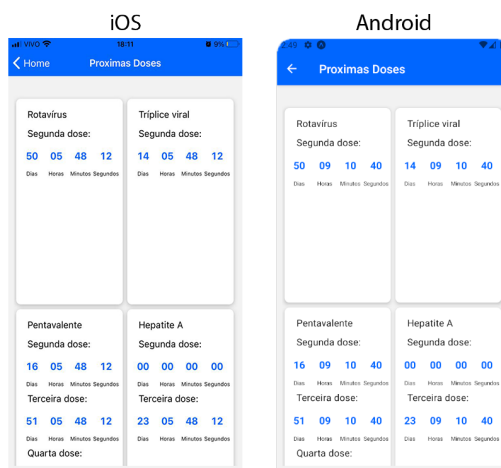 iOS
Android
VIVO 18:11 9%
Home Proximas Doses
Rotavírus
Segunda dose:
50 05 48 12
Dias Horas Minutos Segundos
Tríplice viral
Segunda dose:
14 05 48 12
Dias Horas Minutos Segundos
Pentavalente
Segunda dose:
16 05 48 12
Dias Horas Minutos Segundos
Terceira dose:
51 05 48 12
Dias Horas Minutos Segundos
Quarta dose:
Hepatite A
Segunda dose:
00 00 00 00
Dias Horas Minutos Segundos
Terceira dose:
23 05 48 12
Dias Horas Minutos Segundos
Proximas Doses
Rotavírus
Segunda dose:
50 09 10 40
Dias Horas Minutos Segundos
Tríplice viral
Segunda dose:
14 09 10 40
Dias Horas Minutos Segundos
Pentavalente
Segunda dose:
16 09 10 40
Dias Horas Minutos Segundos
Terceira dose:
51 09 10 40
Dias Horas Minutos Segundos
Quarta dose:
Hepatite A
Segunda dose:
00 00 00 00
Dias Horas Minutos Segundos
Terceira dose:
23 09 10 40
Dias Horas Minutos Segundos